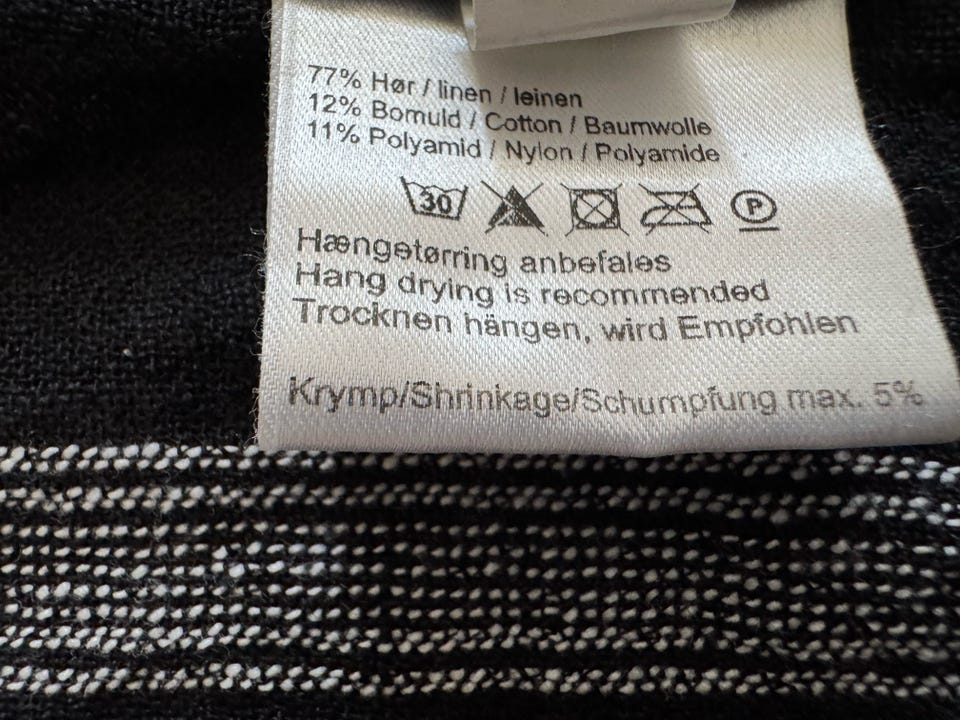 77% Hør / linen / leinen
12% Bomuld / Cotton / Baumwolle
11% Polyamid / Nylon / Polyamide
30 P
Hængetørring anbefales
Hang drying is recommended
Trocknen hängen, wird Empfohlen
Krymp/Shrinkage/Schumpfung max. 5%